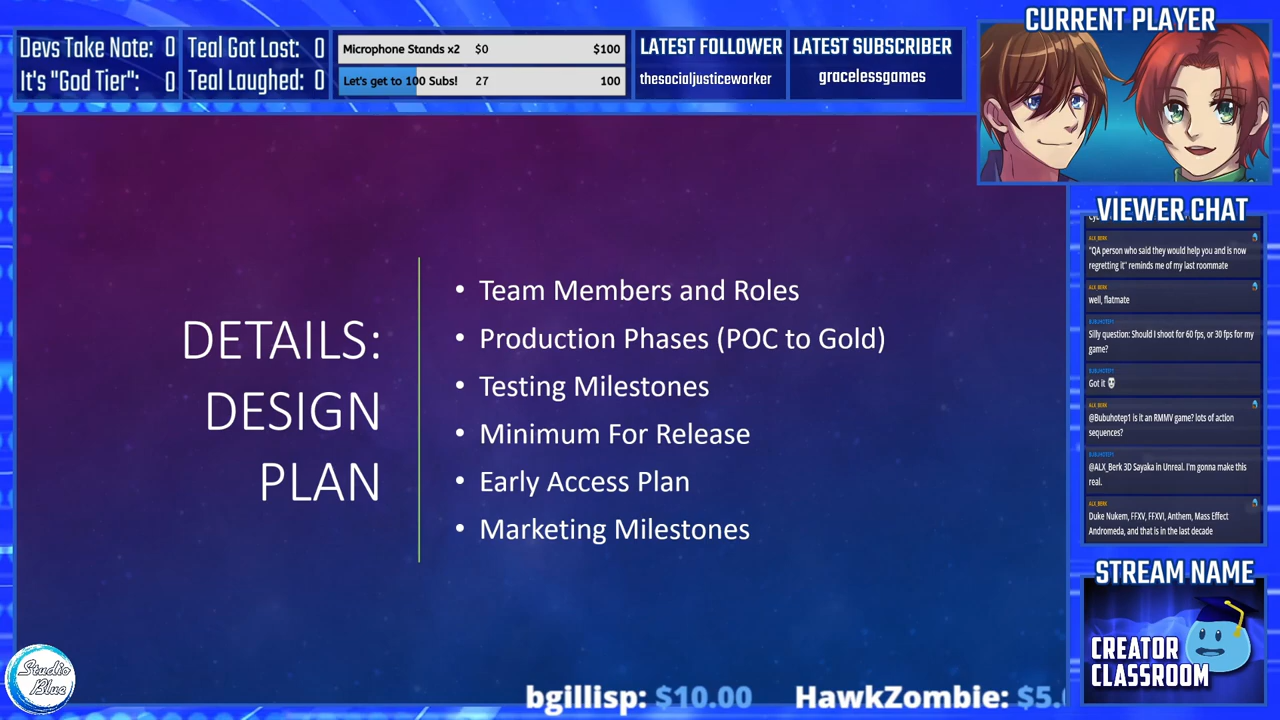 Devs Take Note: 0
It's "God Tier": 0
Teal Got Lost: 0
Teal Laughed: 0
Microphone Stands x2 $0 $100
Let's get to 100 Subs! 27 100
LATEST FOLLOWER
thesocialjusticeworker
LATEST SUBSCRIBER
gracelessgames
CURRENT PLAYER
DETAILS:
DESIGN
PLAN
• Team Members and Roles
• Production Phases (POC to Gold)
• Testing Milestones
• Minimum For Release
• Early Access Plan
• Marketing Milestones
VIEWER CHAT
ALX_BERK
"QA person who said they would help you and is now
regretting it" reminds me of my last roommate
ALX_BERK
well, flatmate
BUBUHOTEP1
Silly question: Should I shoot for 60 fps, or 30 fps for my
game?
BUBUHOTEP1
Got it
ALX_BERK
@Bubuhotep1 is it an RMMV game? lots of action
sequences?
BUBUHOTEP1
@ALX_Berk 3D Sayaka in Unreal. I'm gonna make this
real.
ALX_BERK
Duke Nukem, FFXV, FFXVI, Anthem, Mass Effect
Andromeda, and that is in the last decade
STREAM NAME
CREATOR
CLASSROOM
Studio
Blue
bgillisp: $10.00 HawkZombie: $5.